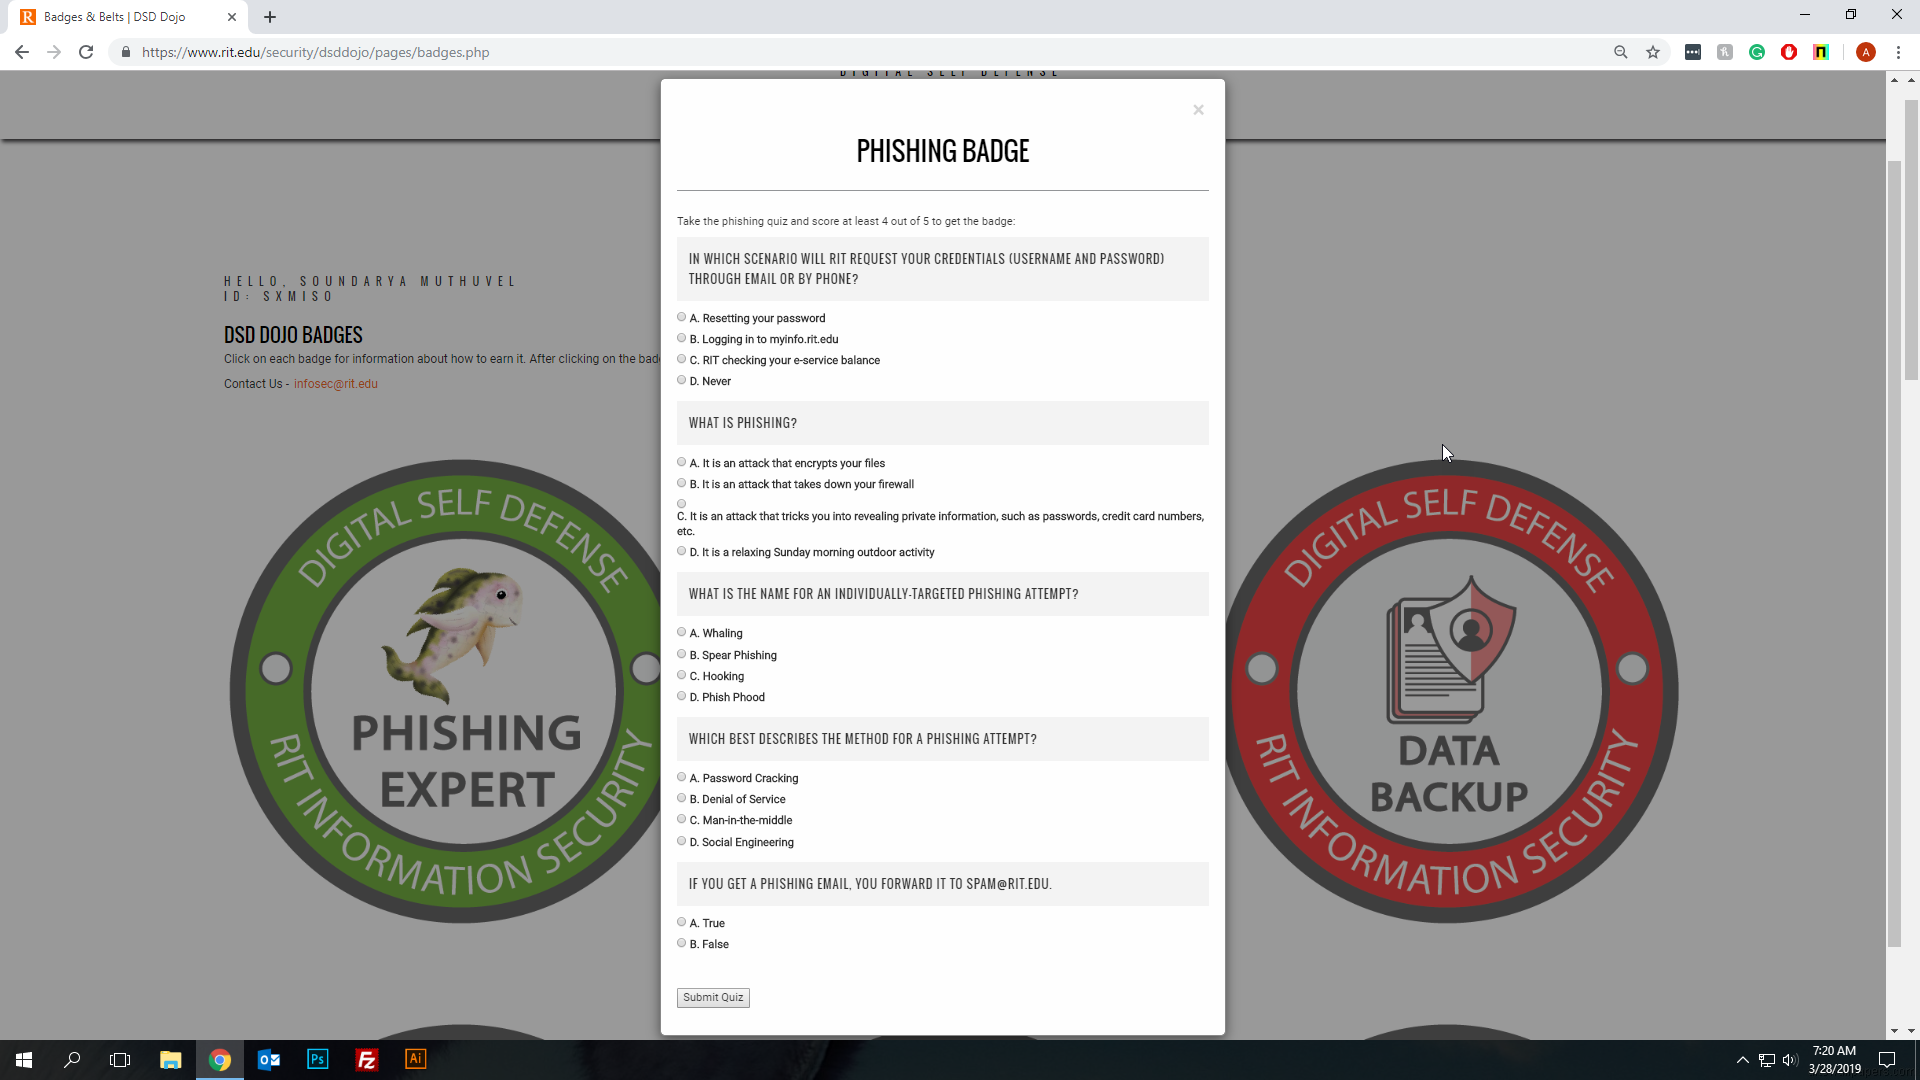 Badges & Belts | DSD Dojo
https://www.rit.edu/security/dsddojo/pages/badges.php
A
DIGITAL SELF DEFENSE
HELLO, SOUNDARYA MUTHUVEL
ID: SXMISO
DSD DOJO BADGES
Click on each badge for information about how to earn it. After clicking on the bad
Contact Us - infosec@rit.edu
DIGITAL SELF DEFENSE
PHISHING
EXPERT
RIT INFORMATION SECURITY
×
PHISHING BADGE
Take the phishing quiz and score at least 4 out of 5 to get the badge:
IN WHICH SCENARIO WILL RIT REQUEST YOUR CREDENTIALS (USERNAME AND PASSWORD)
THROUGH EMAIL OR BY PHONE?
A. Resetting your password
B. Logging in to myinfo.rit.edu
C. RIT checking your e-service balance
D. Never
WHAT IS PHISHING?
A. It is an attack that encrypts your files
B. It is an attack that takes down your firewall
C. It is an attack that tricks you into revealing private information, such as passwords, credit card numbers,
etc.
D. It is a relaxing Sunday morning outdoor activity
WHAT IS THE NAME FOR AN INDIVIDUALLY-TARGETED PHISHING ATTEMPT?
A. Whaling
B. Spear Phishing
C. Hooking
D. Phish Phood
WHICH BEST DESCRIBES THE METHOD FOR A PHISHING ATTEMPT?
A. Password Cracking
B. Denial of Service
C. Man-in-the-middle
D. Social Engineering
IF YOU GET A PHISHING EMAIL, YOU FORWARD IT TO SPAM@RIT.EDU.
A. True
B. False
Submit Quiz
DIGITAL SELF DEFENSE
DATA
BACKUP
RIT INFORMATION SECURITY
Ps
Fz
Ai
7:20 AM
3/28/2019